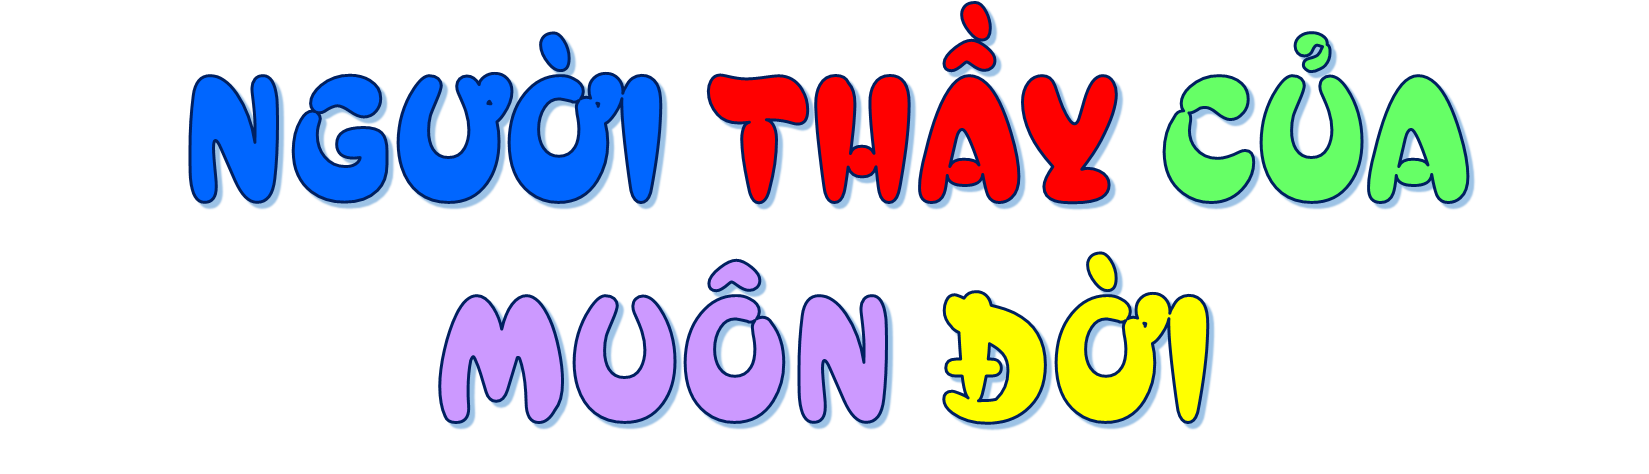 NGƯỜI THẦY CỦA
MUÔN ĐỜI